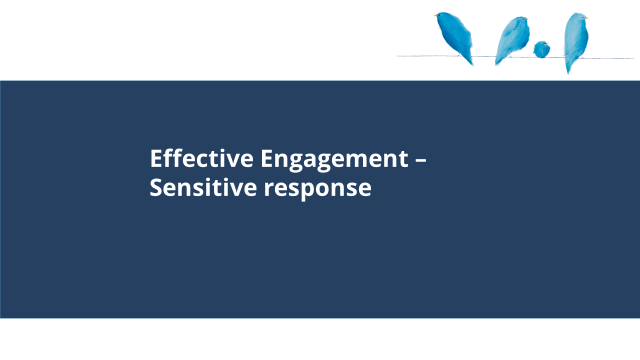 Effective Engagement –
Sensitive response